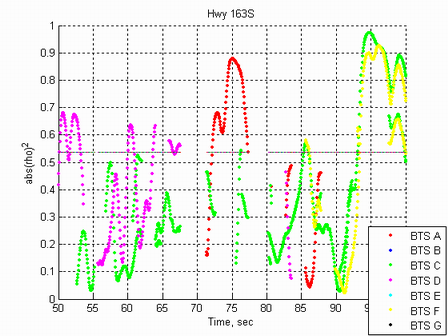 Hwy 163S
1
0.9
0.8
0.7
0.6
0.5
0.4
0.3
0.2
0.1
0
abs(rho)²
50 55 60 65 70 75 80 85 90 9
Time, sec
BTS A
BTS B
BTS C
BTS D
BTS E
BTS F
BTS G